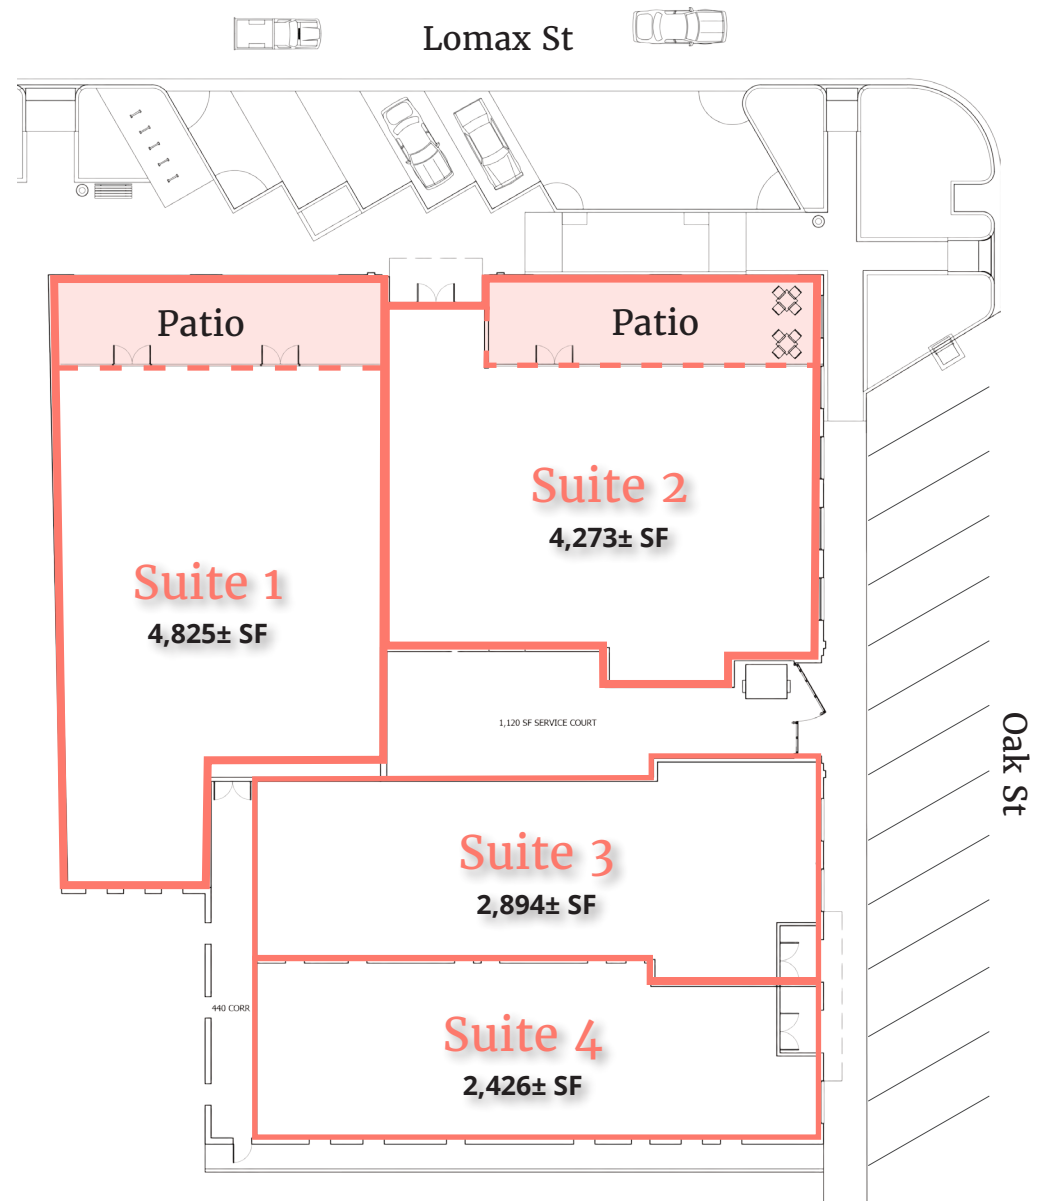 Lomax St
Patio
Patio
Suite 2
4,273± SF
Suite 1
4,825± SF
1,120 SF SERVICE COURT
Oak St
Suite 3
2,894± SF
440 CORR
Suite 4
2,426± SF